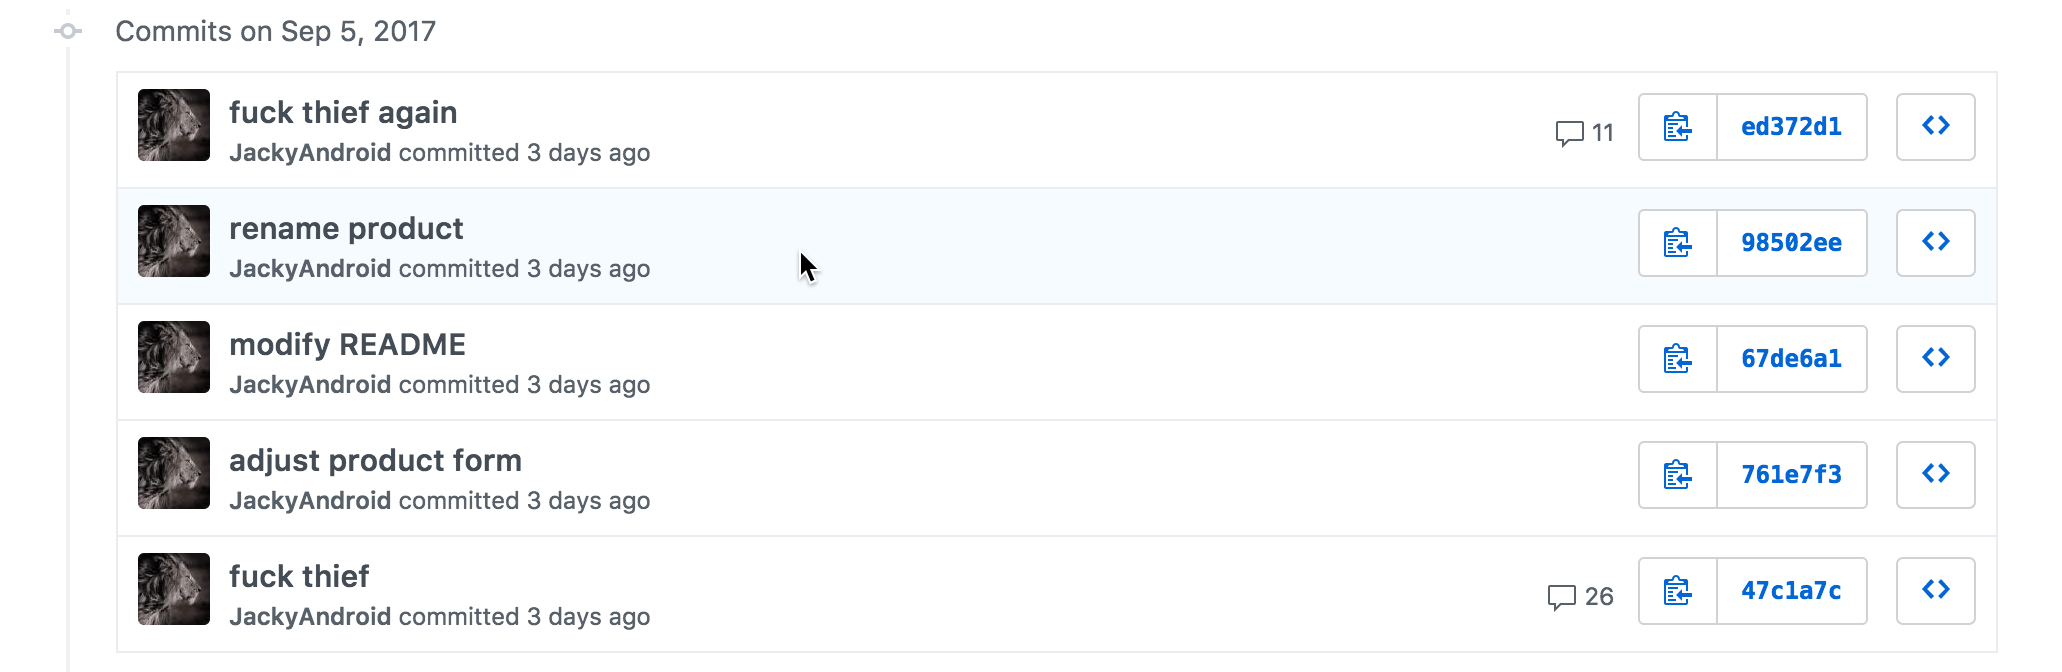 Commits on Sep 5, 2017
fuck thief again
JackyAndroid committed 3 days ago
11
ed372d1
rename product
JackyAndroid committed 3 days ago
98502ee
modify README
JackyAndroid committed 3 days ago
67de6a1
adjust product form
JackyAndroid committed 3 days ago
761e7f3
fuck thief
JackyAndroid committed 3 days ago
26
47c1a7c